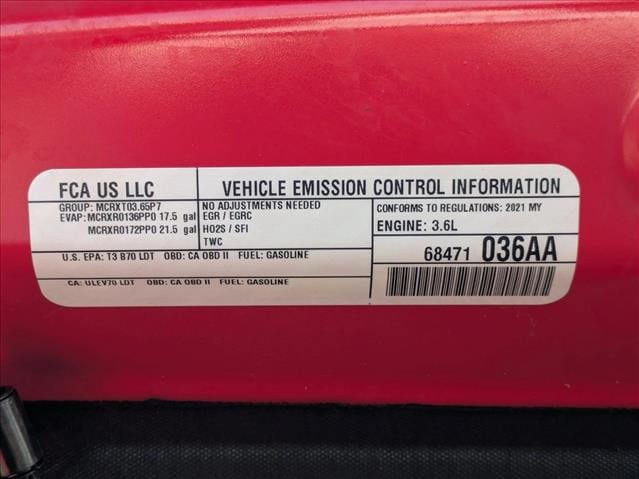 FCA US LLC
VEHICLE EMISSION CONTROL INFORMATION
GROUP: MCRXT03.65P7
EVAP: MCRXR0136PP0 17.5 gal
MCRXR0172PP0 21.5 gal
NO ADJUSTMENTS NEEDED
EGR / EGRC
HO2S / SFI
TWC
CONFORMS TO REGULATIONS: 2021 MY
ENGINE: 3.6L
68471 036AA
U.S. EPA: T3 B70 LDT OBD: CA OBD II FUEL: GASOLINE
CA: ULEV70 LDT OBD: CA OBD II FUEL: GASOLINE